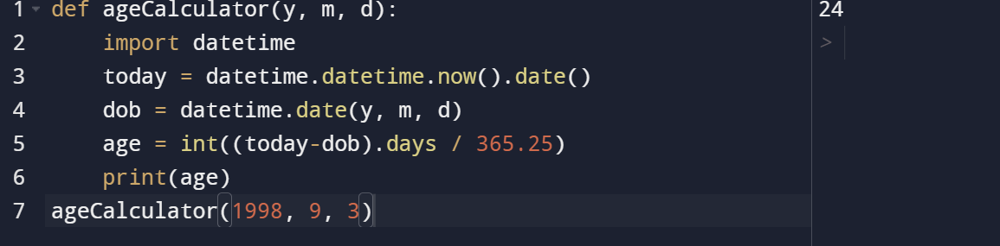 1 def ageCalculator(y, m, d):
2 import datetime
3 today = datetime.datetime.now().date()
4 dob = datetime.date(y, m, d)
5 age = int((today-dob).days / 365.25)
6 print(age)
7 ageCalculator(1998, 9, 3)
24
>